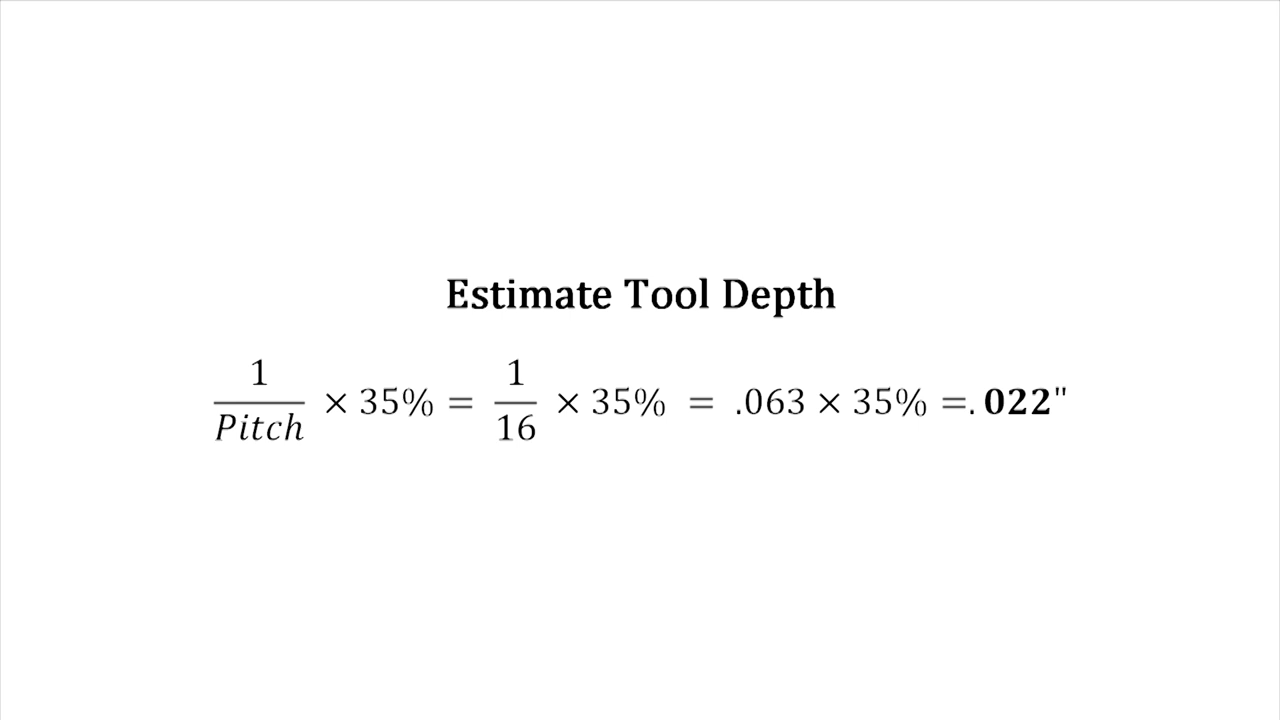 Estimate Tool Depth
1/Pitch × 35% = 1/16 × 35% = .063 × 35% =. 022"